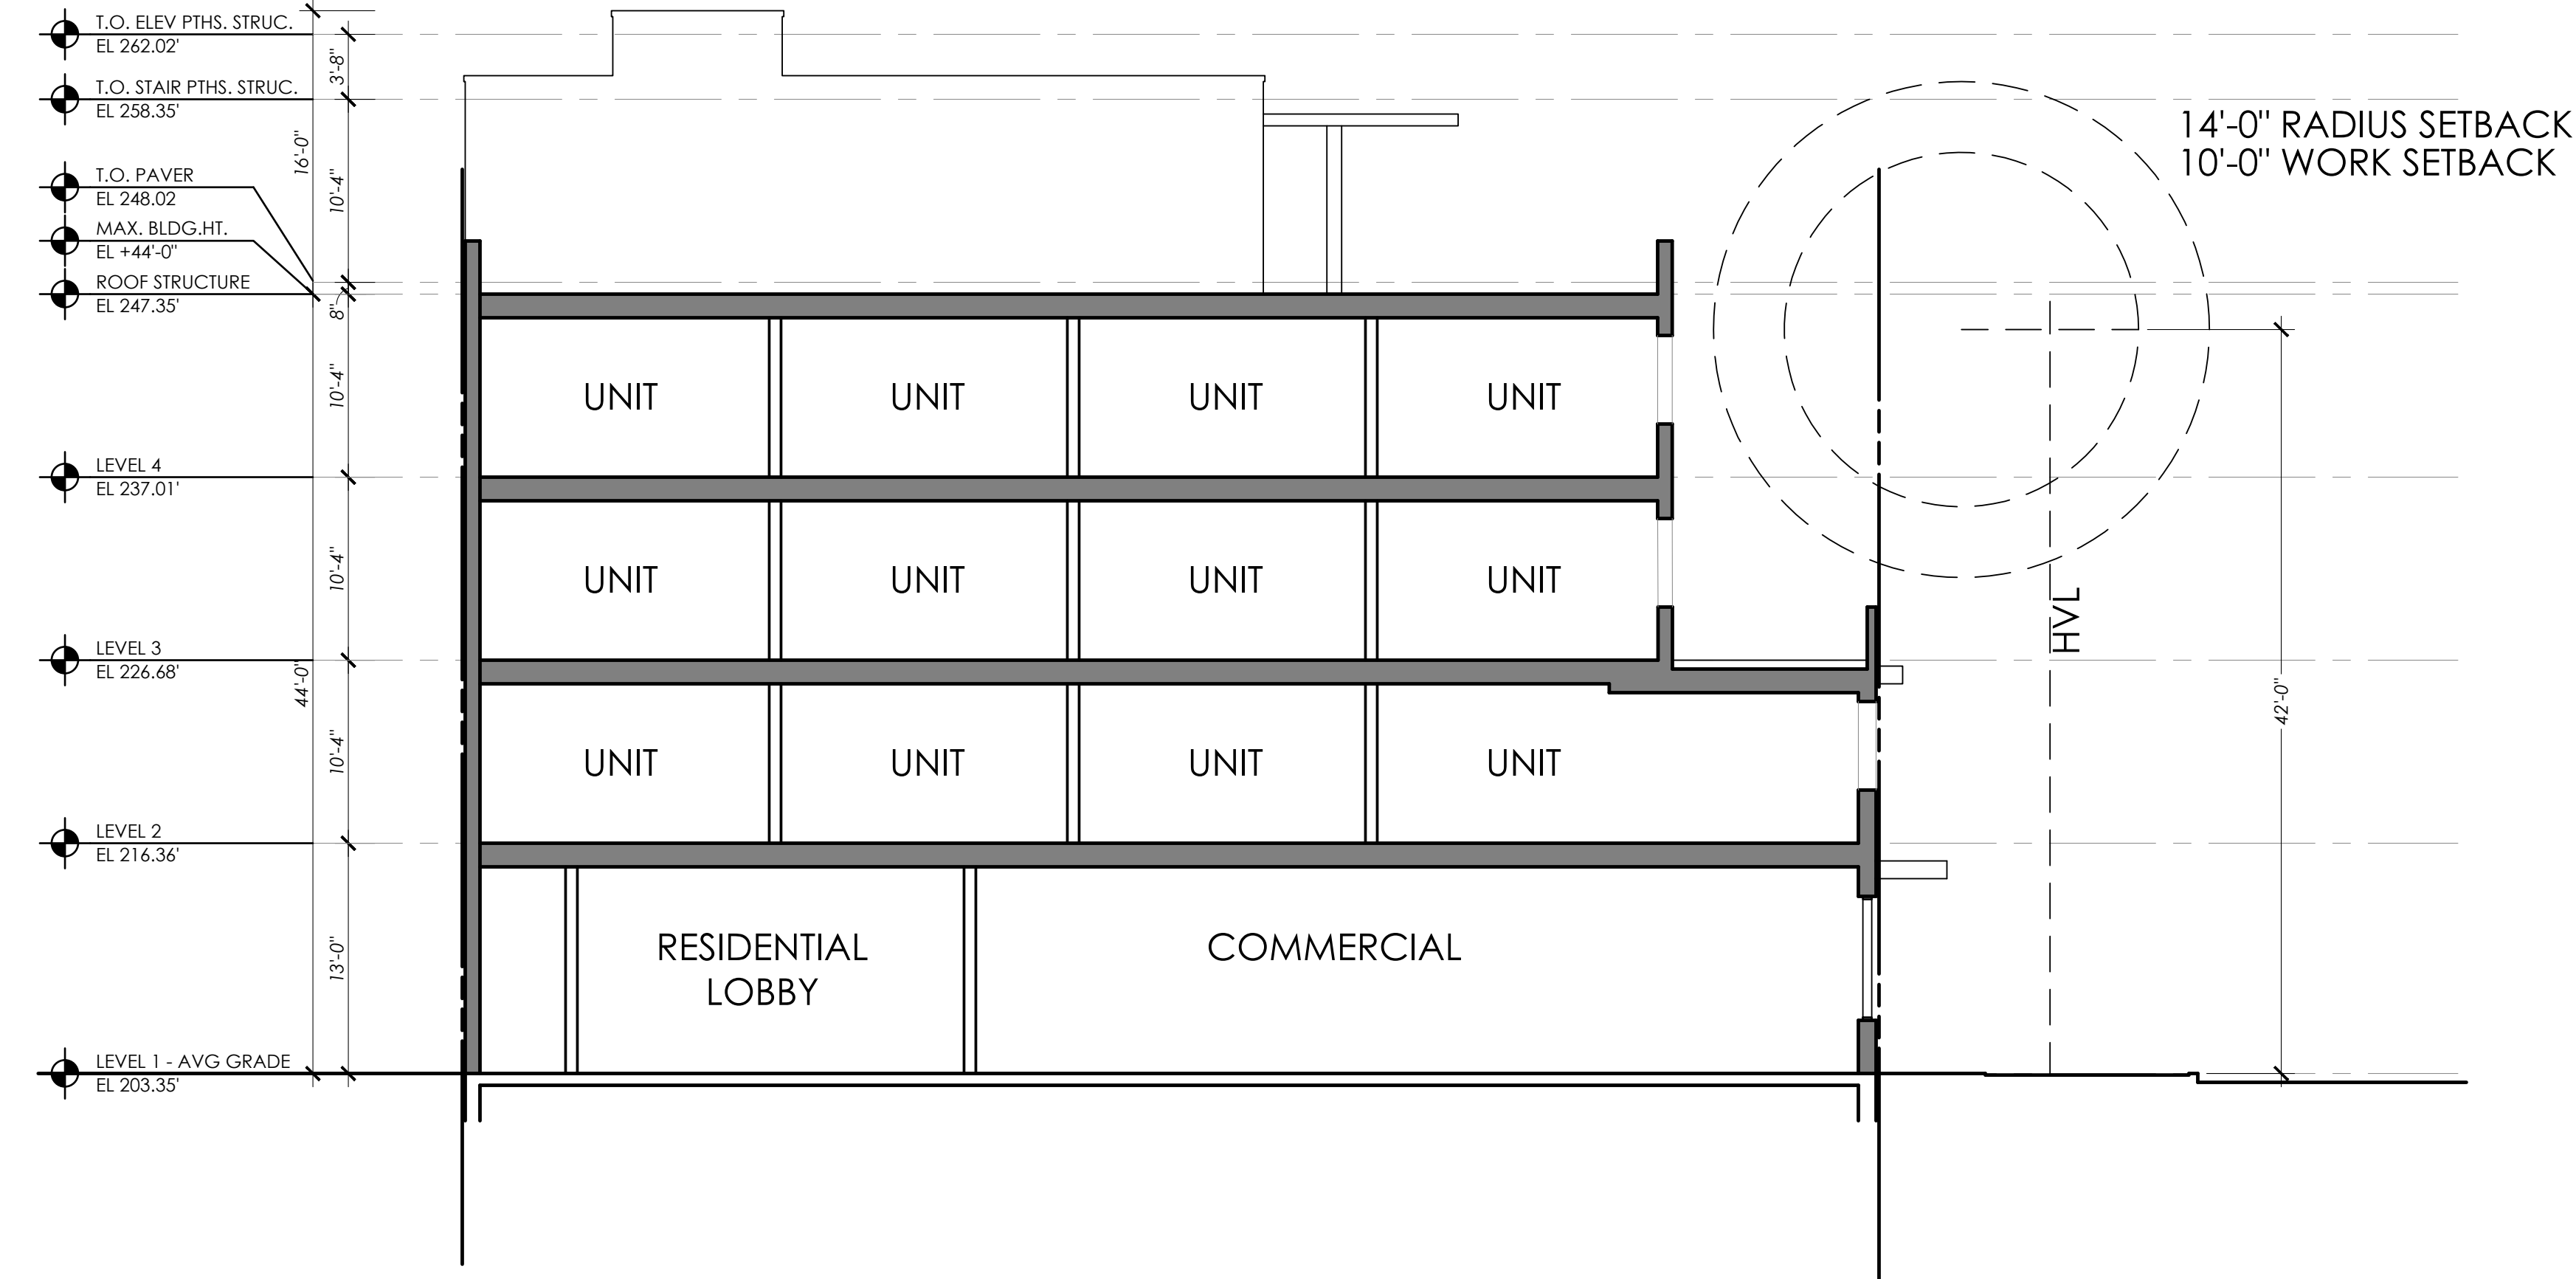 T.O. ELEV PTHS. STRUC.
EL 262.02'
T.O. STAIR PTHS. STRUC.
EL 258.35'
T.O. PAVER
EL 248.02
MAX. BLDG.HT.
EL +44'-0"
ROOF STRUCTURE
EL 247.35'
LEVEL 4
EL 237.01'
LEVEL 3
EL 226.68'
LEVEL 2
EL 216.36'
LEVEL 1 - AVG GRADE
EL 203.35'
16'-0"
44'-0"
3'-8"
10'-4"
8"
10'-4"
10'-4"
10'-4"
13'-0"
UNIT UNIT UNIT UNIT
UNIT UNIT UNIT UNIT
UNIT UNIT UNIT UNIT
RESIDENTIAL
LOBBY
COMMERCIAL
14'-0" RADIUS SETBACK
10'-0" WORK SETBACK
HVL
42'-0"